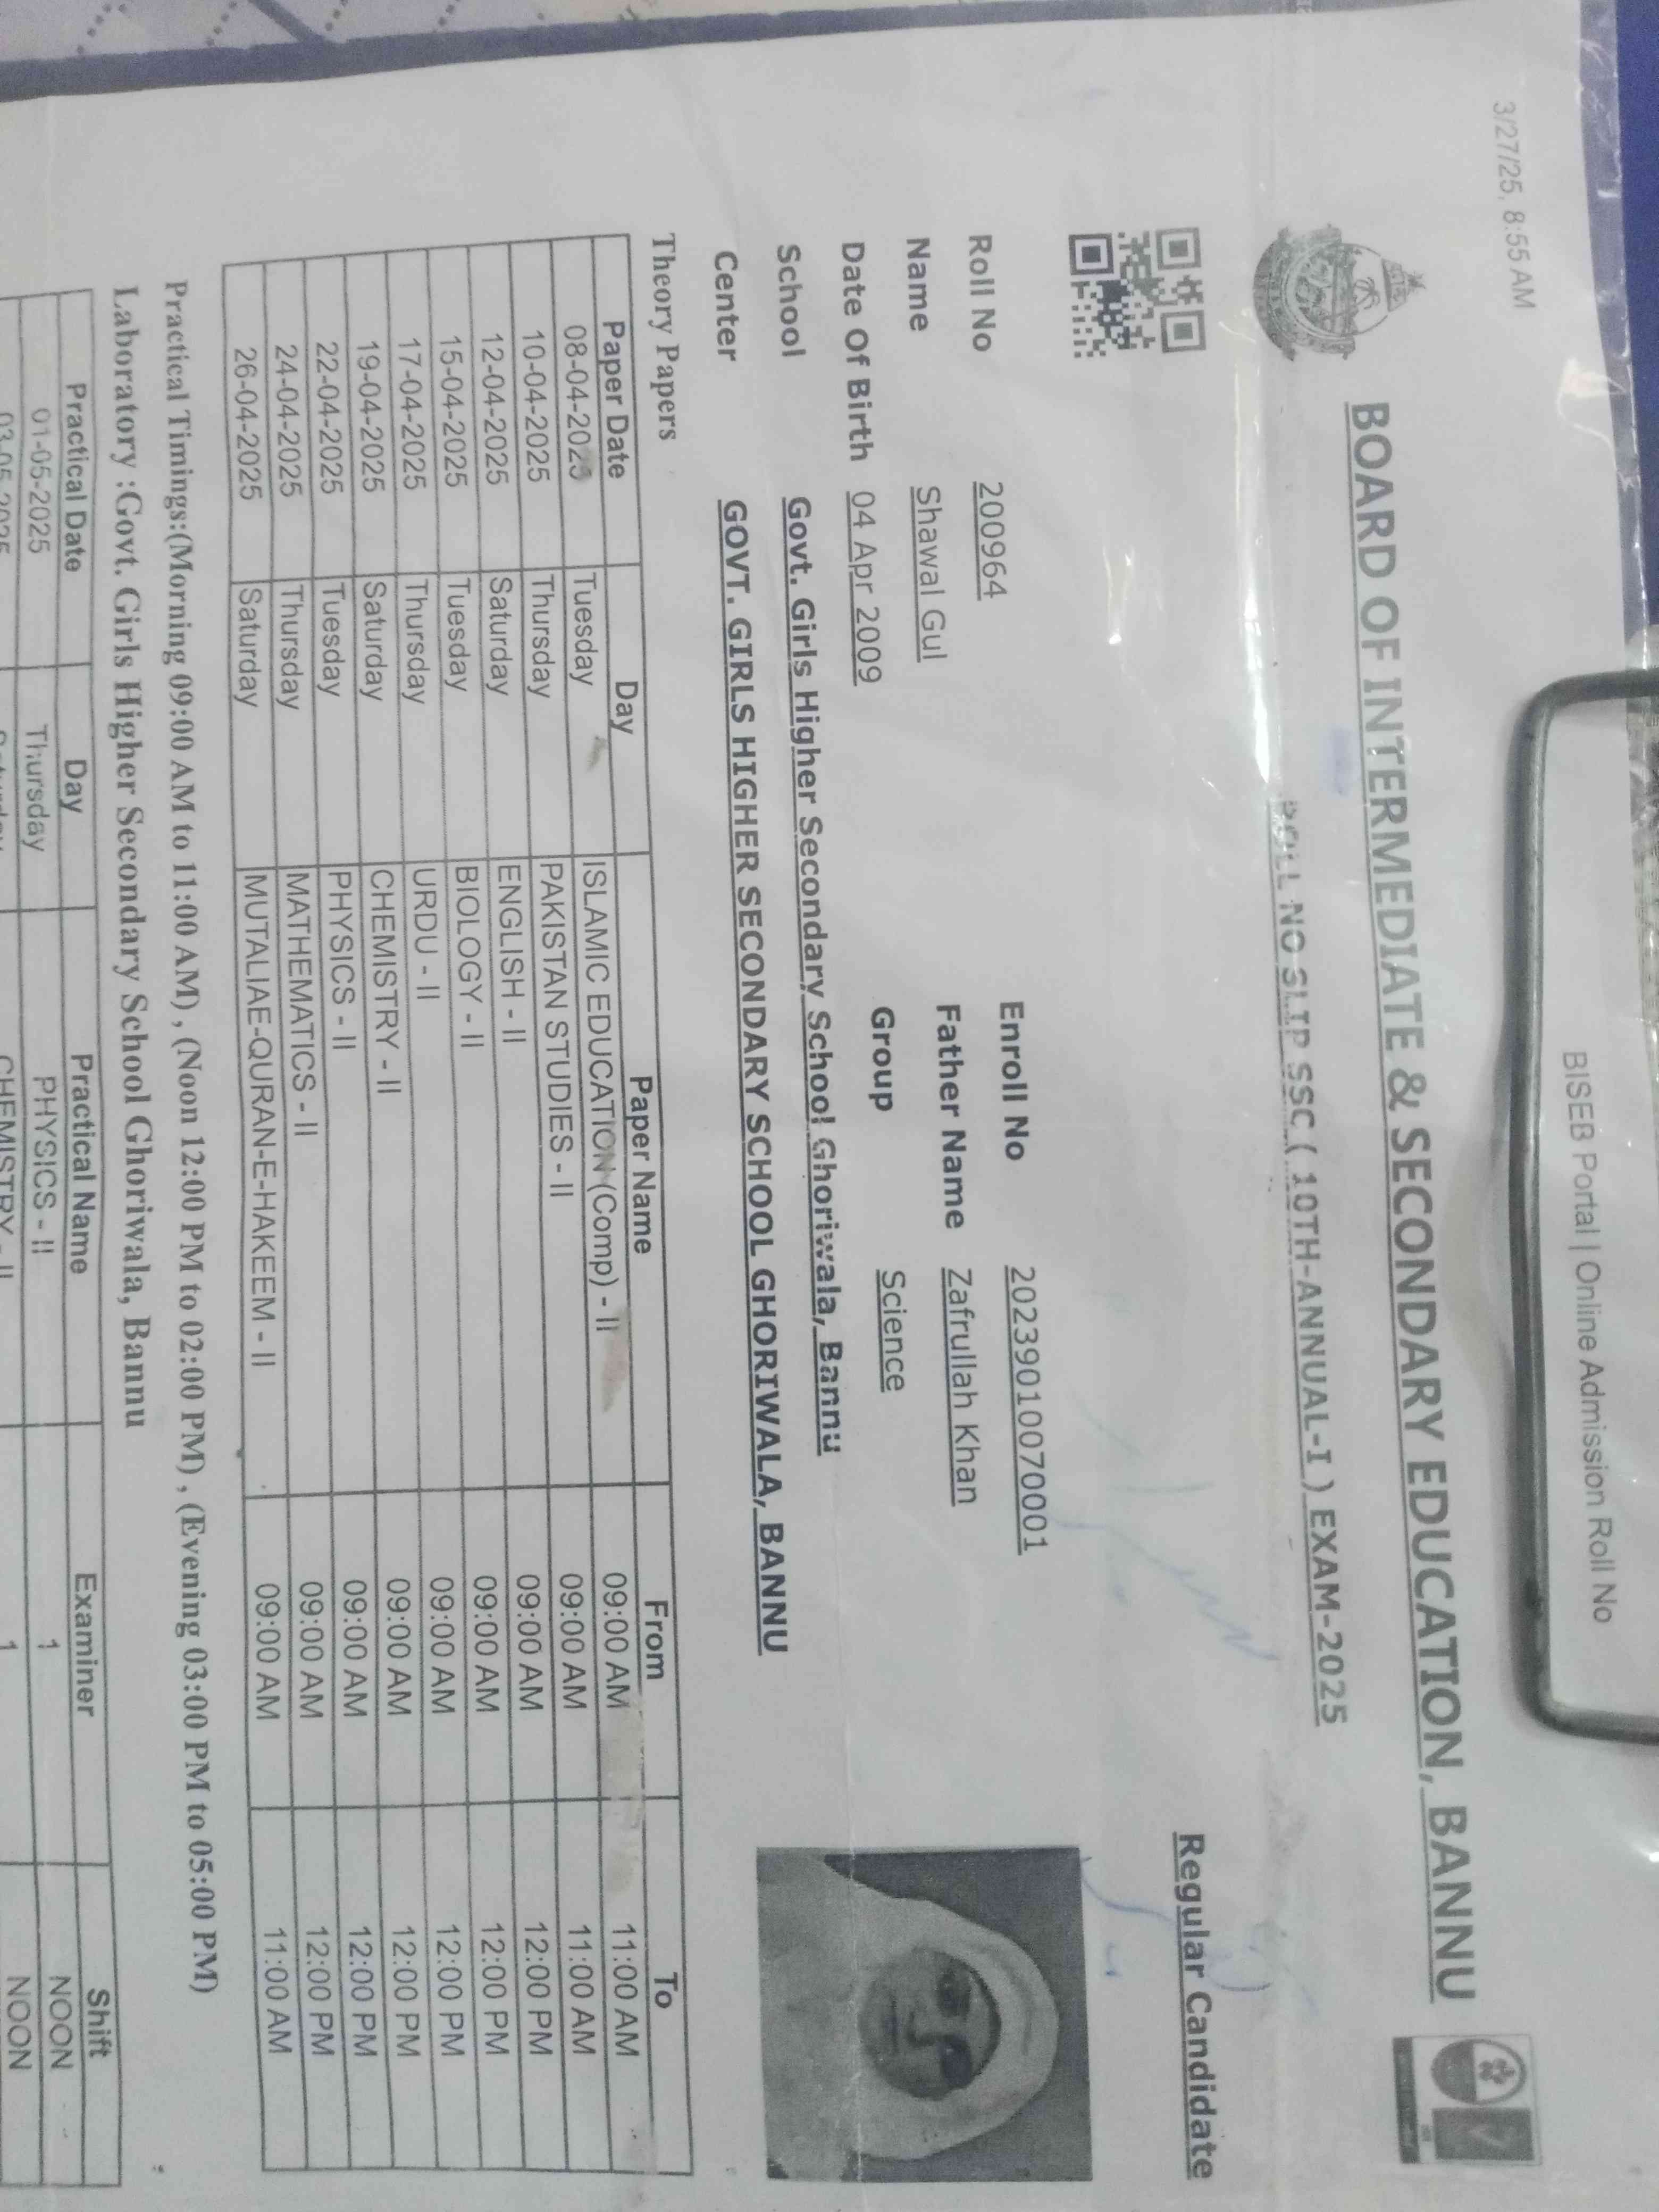 3/27/25, 8:55 AM
BISEB Portal | Online Admission Roll No
BOARD OF INTERMEDIATE & SECONDARY EDUCATION, BANNU
ROLL NO SLIP SSC ( 10TH-ANNUAL-I ) EXAM-2025
Regular Candidate
Roll No 200964 Enroll No 2023901007​0001
Name Shawal Gul Father Name Zafrullah Khan
Date Of Birth 04 Apr 2009 Group Science
School Govt. Girls Higher Secondary School Ghoriwala, Bannu
Center GOVT. GIRLS HIGHER SECONDARY SCHOOL GHORIWALA, BANNU
Theory Papers
Paper Date Day Paper Name From To
08-04-2025 Tuesday ISLAMIC EDUCATION (Comp) - II 09:00 AM 11:00 AM
10-04-2025 Thursday PAKISTAN STUDIES - II 09:00 AM 11:00 AM
12-04-2025 Saturday ENGLISH - II 09:00 AM 12:00 PM
15-04-2025 Tuesday BIOLOGY - II 09:00 AM 12:00 PM
17-04-2025 Thursday URDU - II 09:00 AM 12:00 PM
19-04-2025 Saturday CHEMISTRY - II 09:00 AM 12:00 PM
22-04-2025 Tuesday PHYSICS - II 09:00 AM 12:00 PM
24-04-2025 Thursday MATHEMATICS - II 09:00 AM 12:00 PM
26-04-2025 Saturday MUTALIAE-QURAN-E-HAKEEM - II 09:00 AM 11:00 AM
Practical Timings:(Morning 09:00 AM to 11:00 AM) , (Noon 12:00 PM to 02:00 PM) , (Evening 03:00 PM to 05:00 PM)
Laboratory :Govt. Girls Higher Secondary School Ghoriwala, Bannu
Practical Date Day Practical Name Examiner Shift
01-05-2025 Thursday PHYSICS - II 1 NOON
03-05-2025 Saturday CHEMISTRY - II 1 NOON